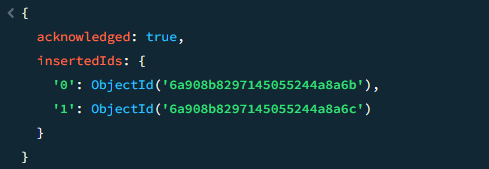 {
acknowledged: true,
insertedIds: {
'0': ObjectId('6a908b8297145055244a8a6b'),
'1': ObjectId('6a908b8297145055244a8a6c')
}
}